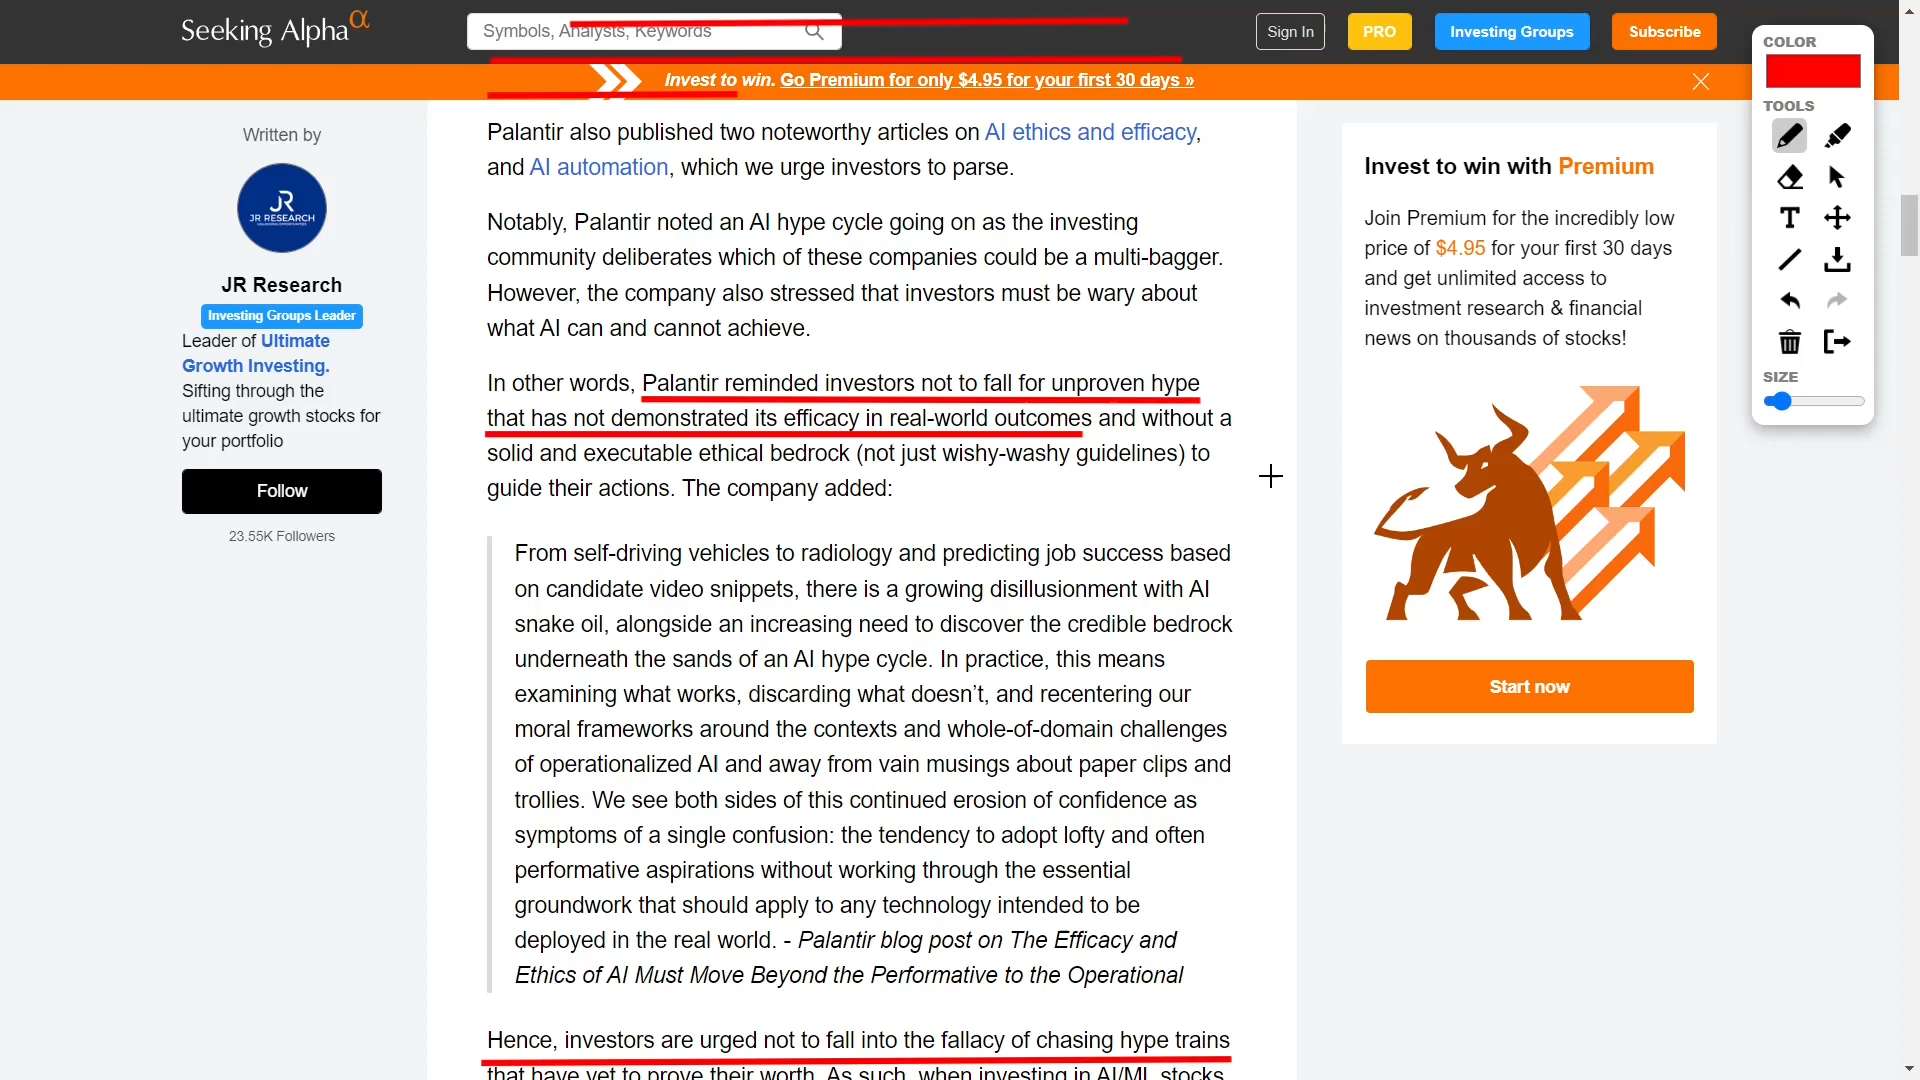 Seeking Alpha α
Symbols, Analysts, Keywords
Sign In
PRO
Investing Groups
Subscribe
Invest to win. Go Premium for only $4.95 for your first 30 days »
Written by
JR
JR RESEARCH
JR Research
Investing Groups Leader
Leader of Ultimate
Growth Investing.
Sifting through the
ultimate growth stocks for
your portfolio
Follow
23.55K Followers
Palantir also published two noteworthy articles on AI ethics and efficacy,
and AI automation, which we urge investors to parse.
Notably, Palantir noted an AI hype cycle going on as the investing
community deliberates which of these companies could be a multi-bagger.
However, the company also stressed that investors must be wary about
what AI can and cannot achieve.
In other words, Palantir reminded investors not to fall for unproven hype
that has not demonstrated its efficacy in real-world outcomes and without a
solid and executable ethical bedrock (not just wishy-washy guidelines) to
guide their actions. The company added:
From self-driving vehicles to radiology and predicting job success based
on candidate video snippets, there is a growing disillusionment with AI
snake oil, alongside an increasing need to discover the credible bedrock
underneath the sands of an AI hype cycle. In practice, this means
examining what works, discarding what doesn’t, and recentering our
moral frameworks around the contexts and whole-of-domain challenges
of operationalized AI and away from vain musings about paper clips and
trollies. We see both sides of this continued erosion of confidence as
symptoms of a single confusion: the tendency to adopt lofty and often
performative aspirations without working through the essential
groundwork that should apply to any technology intended to be
deployed in the real world. - Palantir blog post on The Efficacy and
Ethics of AI Must Move Beyond the Performative to the Operational
Hence, investors are urged not to fall into the fallacy of chasing hype trains
that have yet to prove their worth. As such, when investing in AI/ML stocks,
Invest to win with Premium
Join Premium for the incredibly low
price of $4.95 for your first 30 days
and get unlimited access to
investment research & financial
news on thousands of stocks!
Start now
COLOR
TOOLS
T
SIZE